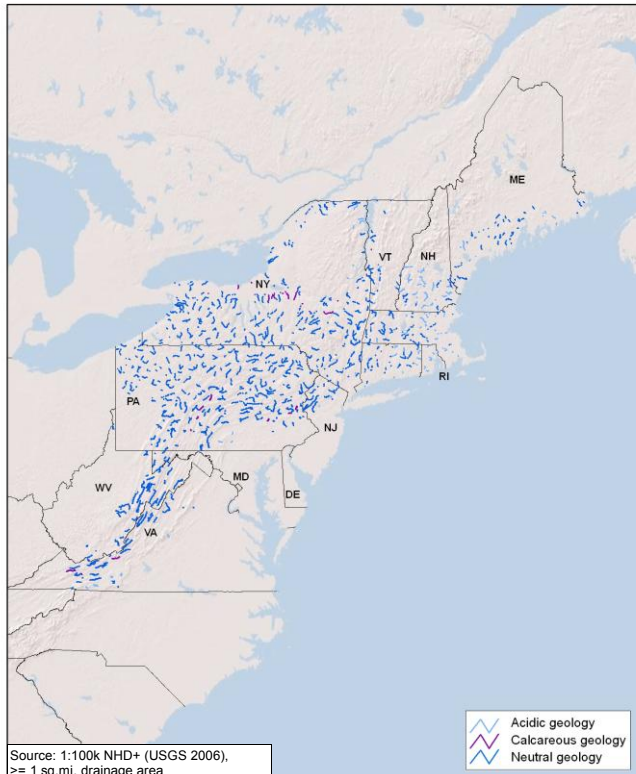 ME
VT
NH
NY
RI
PA
NJ
MD
WV
DE
VA
Acidic geology
Calcareous geology
Neutral geology
Source: 1:100k NHD+ (USGS 2006),
>= 1 sq.mi. drainage area